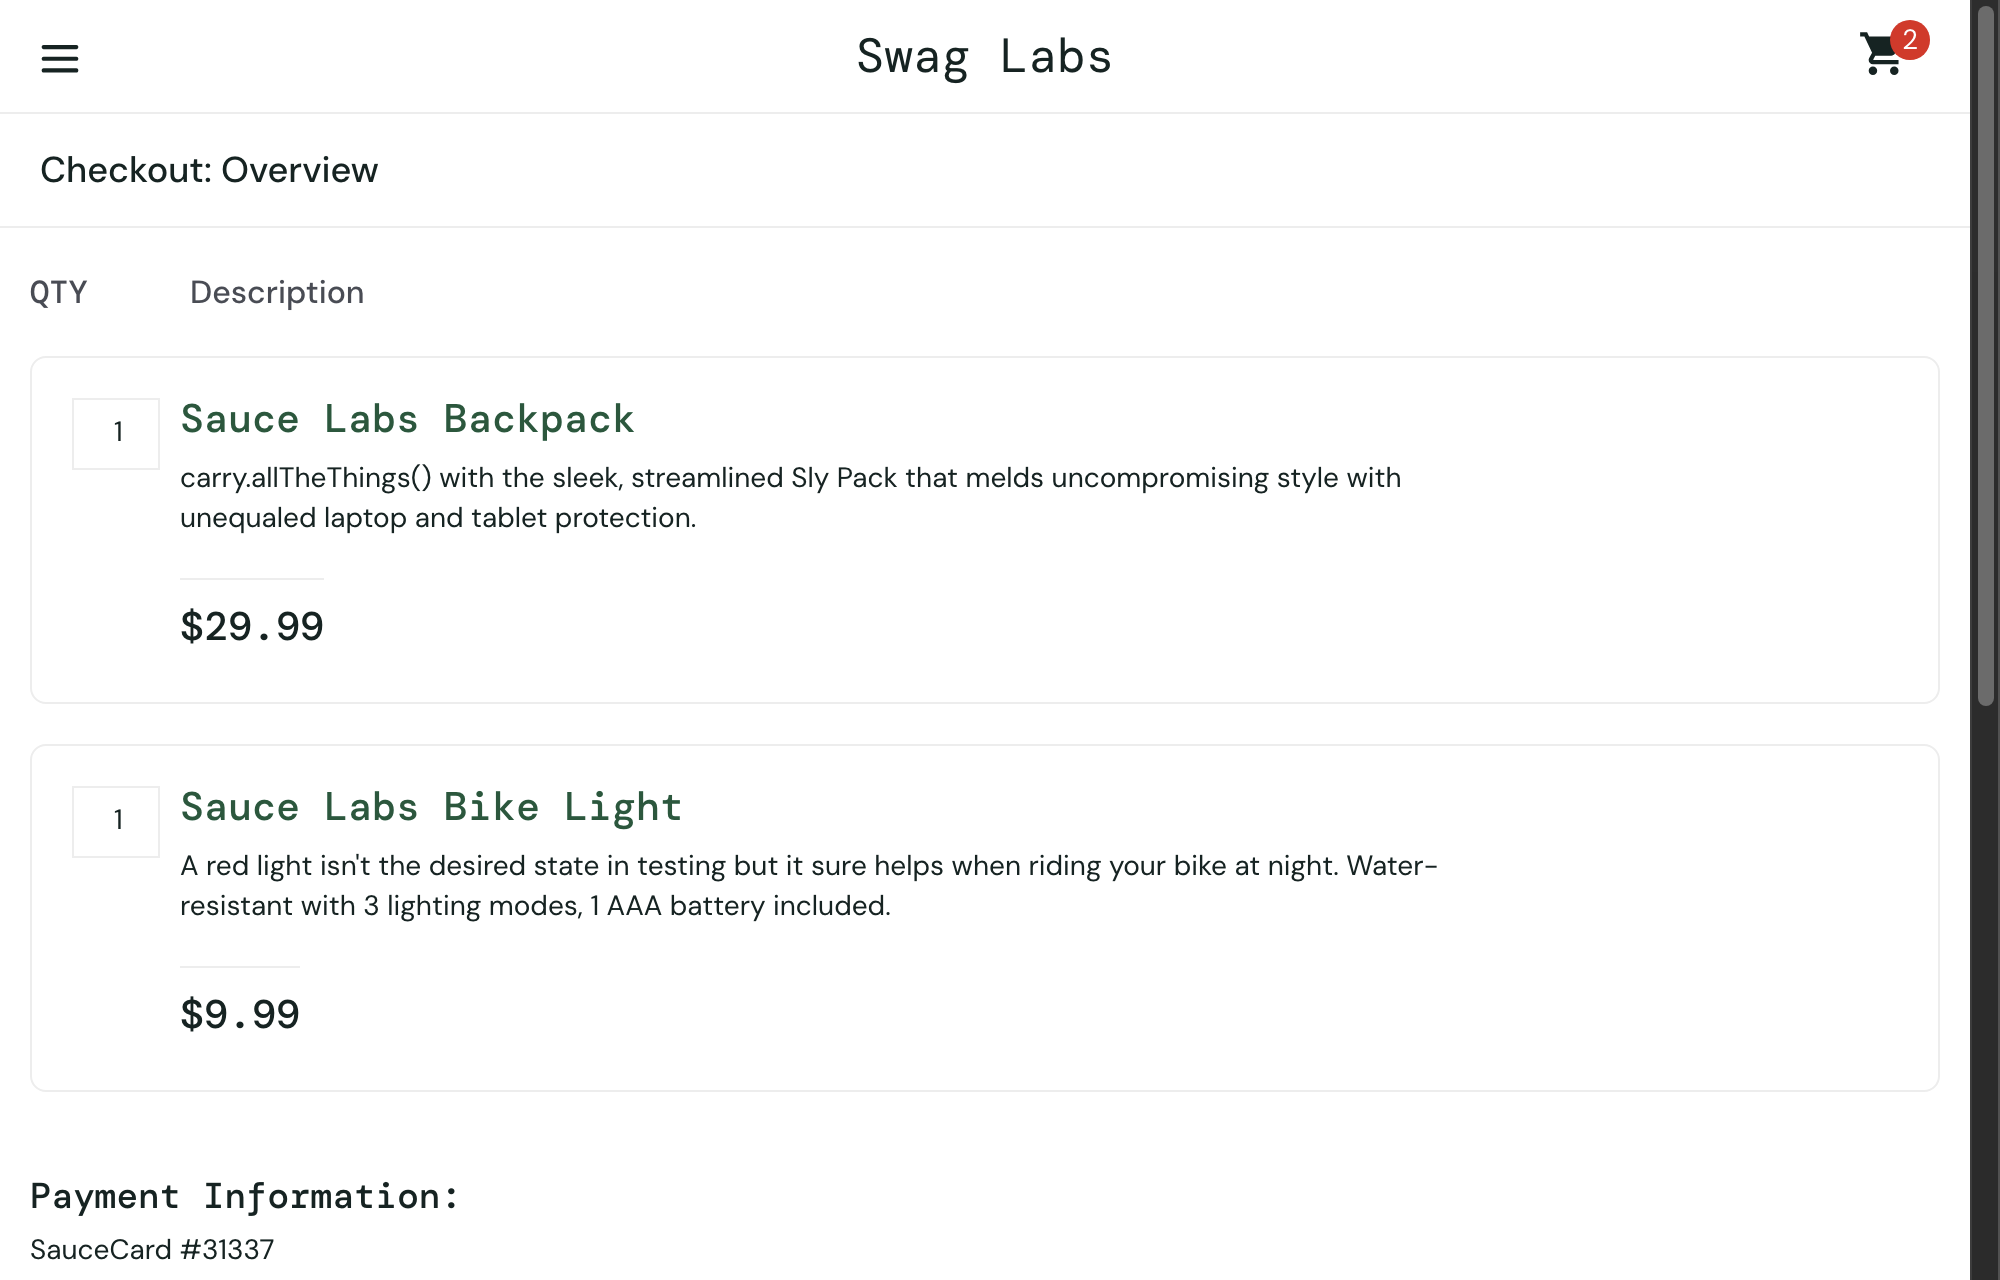 Swag Labs
2
Checkout: Overview
QTY Description
1
Sauce Labs Backpack
carry.allTheThings() with the sleek, streamlined Sly Pack that melds uncompromising style with
unequaled laptop and tablet protection.
$29.99
1
Sauce Labs Bike Light
A red light isn't the desired state in testing but it sure helps when riding your bike at night. Water-
resistant with 3 lighting modes, 1 AAA battery included.
$9.99
Payment Information:
SauceCard #31337